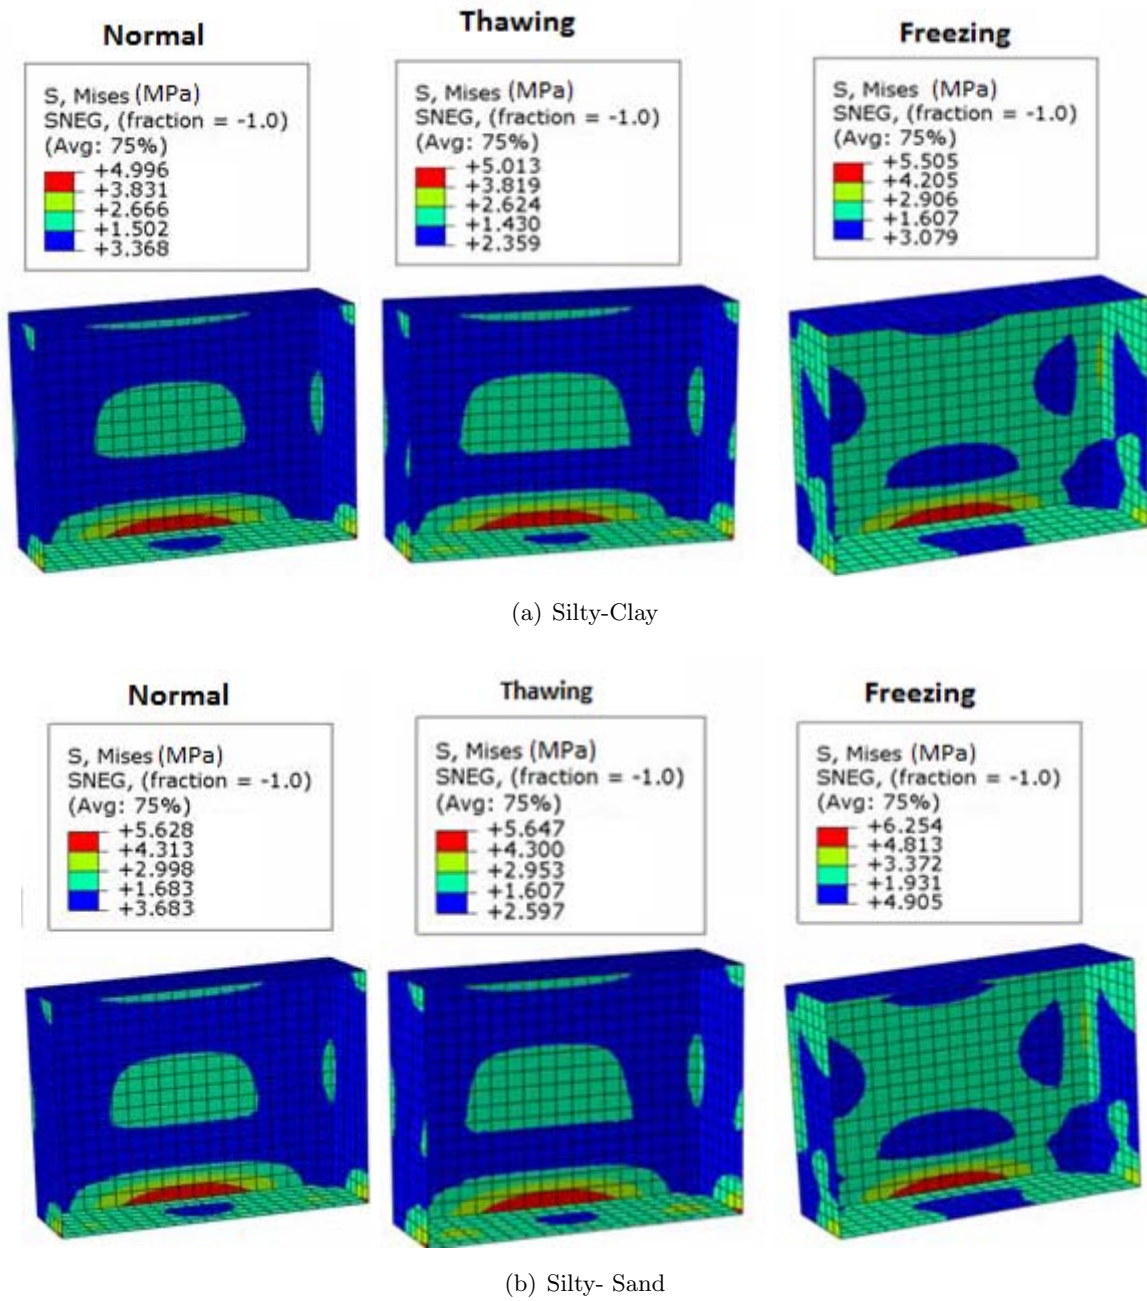 Normal
Thawing
Freezing
S, Mises (MPa)
SNEG, (fraction = -1.0)
(Avg: 75%)
+4.996
+3.831
+2.666
+1.502
+3.368
S, Mises (MPa)
SNEG, (fraction = -1.0)
(Avg: 75%)
+5.013
+3.819
+2.624
+1.430
+2.359
S, Mises (MPa)
SNEG, (fraction = -1.0)
(Avg: 75%)
+5.505
+4.205
+2.906
+1.607
+3.079
(a) Silty-Clay
Normal
Thawing
Freezing
S, Mises (MPa)
SNEG, (fraction = -1.0)
(Avg: 75%)
+5.628
+4.313
+2.998
+1.683
+3.683
S, Mises (MPa)
SNEG, (fraction = -1.0)
(Avg: 75%)
+5.647
+4.300
+2.953
+1.607
+2.597
S, Mises (MPa)
SNEG, (fraction = -1.0)
(Avg: 75%)
+6.254
+4.813
+3.372
+1.931
+4.905
(b) Silty- Sand